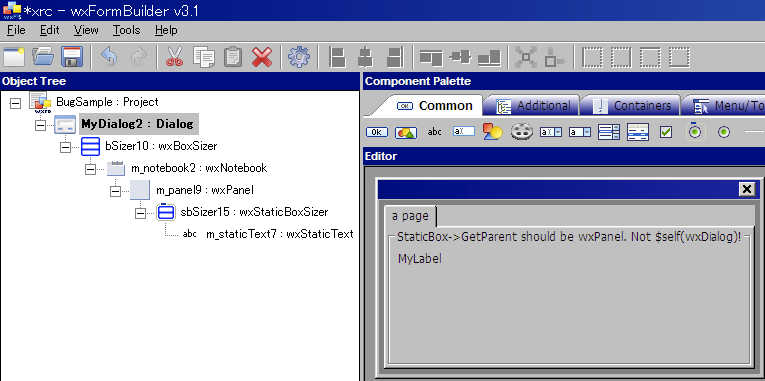 *xrc - wxFormBuilder v3.1
File Edit View Tools Help
Object Tree
BugSample : Project
MyDialog2 : Dialog
bSizer10 : wxBoxSizer
m_notebook2 : wxNotebook
m_panel9 : wxPanel
sbSizer15 : wxStaticBoxSizer
abc m_staticText7 : wxStaticText
Component Palette
OK Common Additional Containers Menu/To
OK abc
Editor
a page
StaticBox->GetParent should be wxPanel. Not $self(wxDialog)!
MyLabel